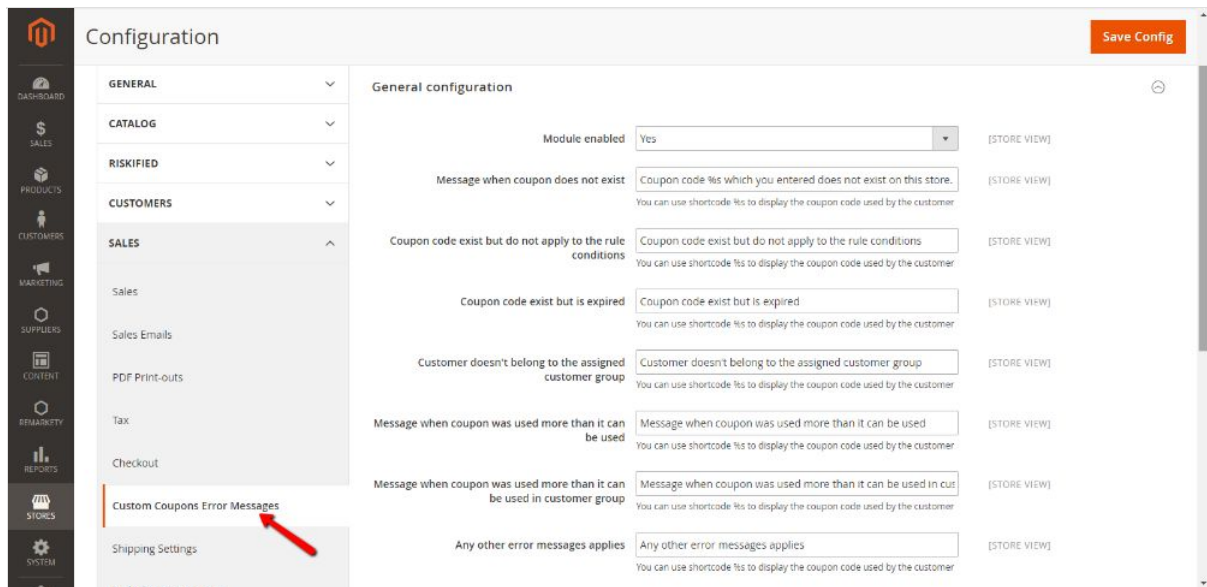 Configuration
Save Config
DASHBOARD
$
SALES
PRODUCTS
CUSTOMERS
MARKETING
SUPPLIERS
CONTENT
REMARKETY
REPORTS
STORES
SYSTEM
GENERAL
CATALOG
RISKIFIED
CUSTOMERS
SALES
Sales
Sales Emails
PDF Print-outs
Tax
Checkout
Custom Coupons Error Messages
Shipping Settings
General configuration
Module enabled Yes [STORE VIEW]
Message when coupon does not exist Coupon code %s which you entered does not exist on this store. [STORE VIEW]
You can use shortcode %s to display the coupon code used by the customer
Coupon code exist but do not apply to the rule Coupon code exist but do not apply to the rule conditions [STORE VIEW]
conditions
You can use shortcode %s to display the coupon code used by the customer
Coupon code exist but is expired Coupon code exist but is expired [STORE VIEW]
You can use shortcode %s to display the coupon code used by the customer
Customer doesn't belong to the assigned Customer doesn't belong to the assigned customer group [STORE VIEW]
customer group
You can use shortcode %s to display the coupon code used by the customer
Message when coupon was used more than it can Message when coupon was used more than it can be used [STORE VIEW]
be used
You can use shortcode %s to display the coupon code used by the customer
Message when coupon was used more than it can Message when coupon was used more than it can be used in cus [STORE VIEW]
be used in customer group
You can use shortcode %s to display the coupon code used by the customer
Any other error messages applies Any other error messages applies [STORE VIEW]
You can use shortcode %s to display the coupon code used by the customer